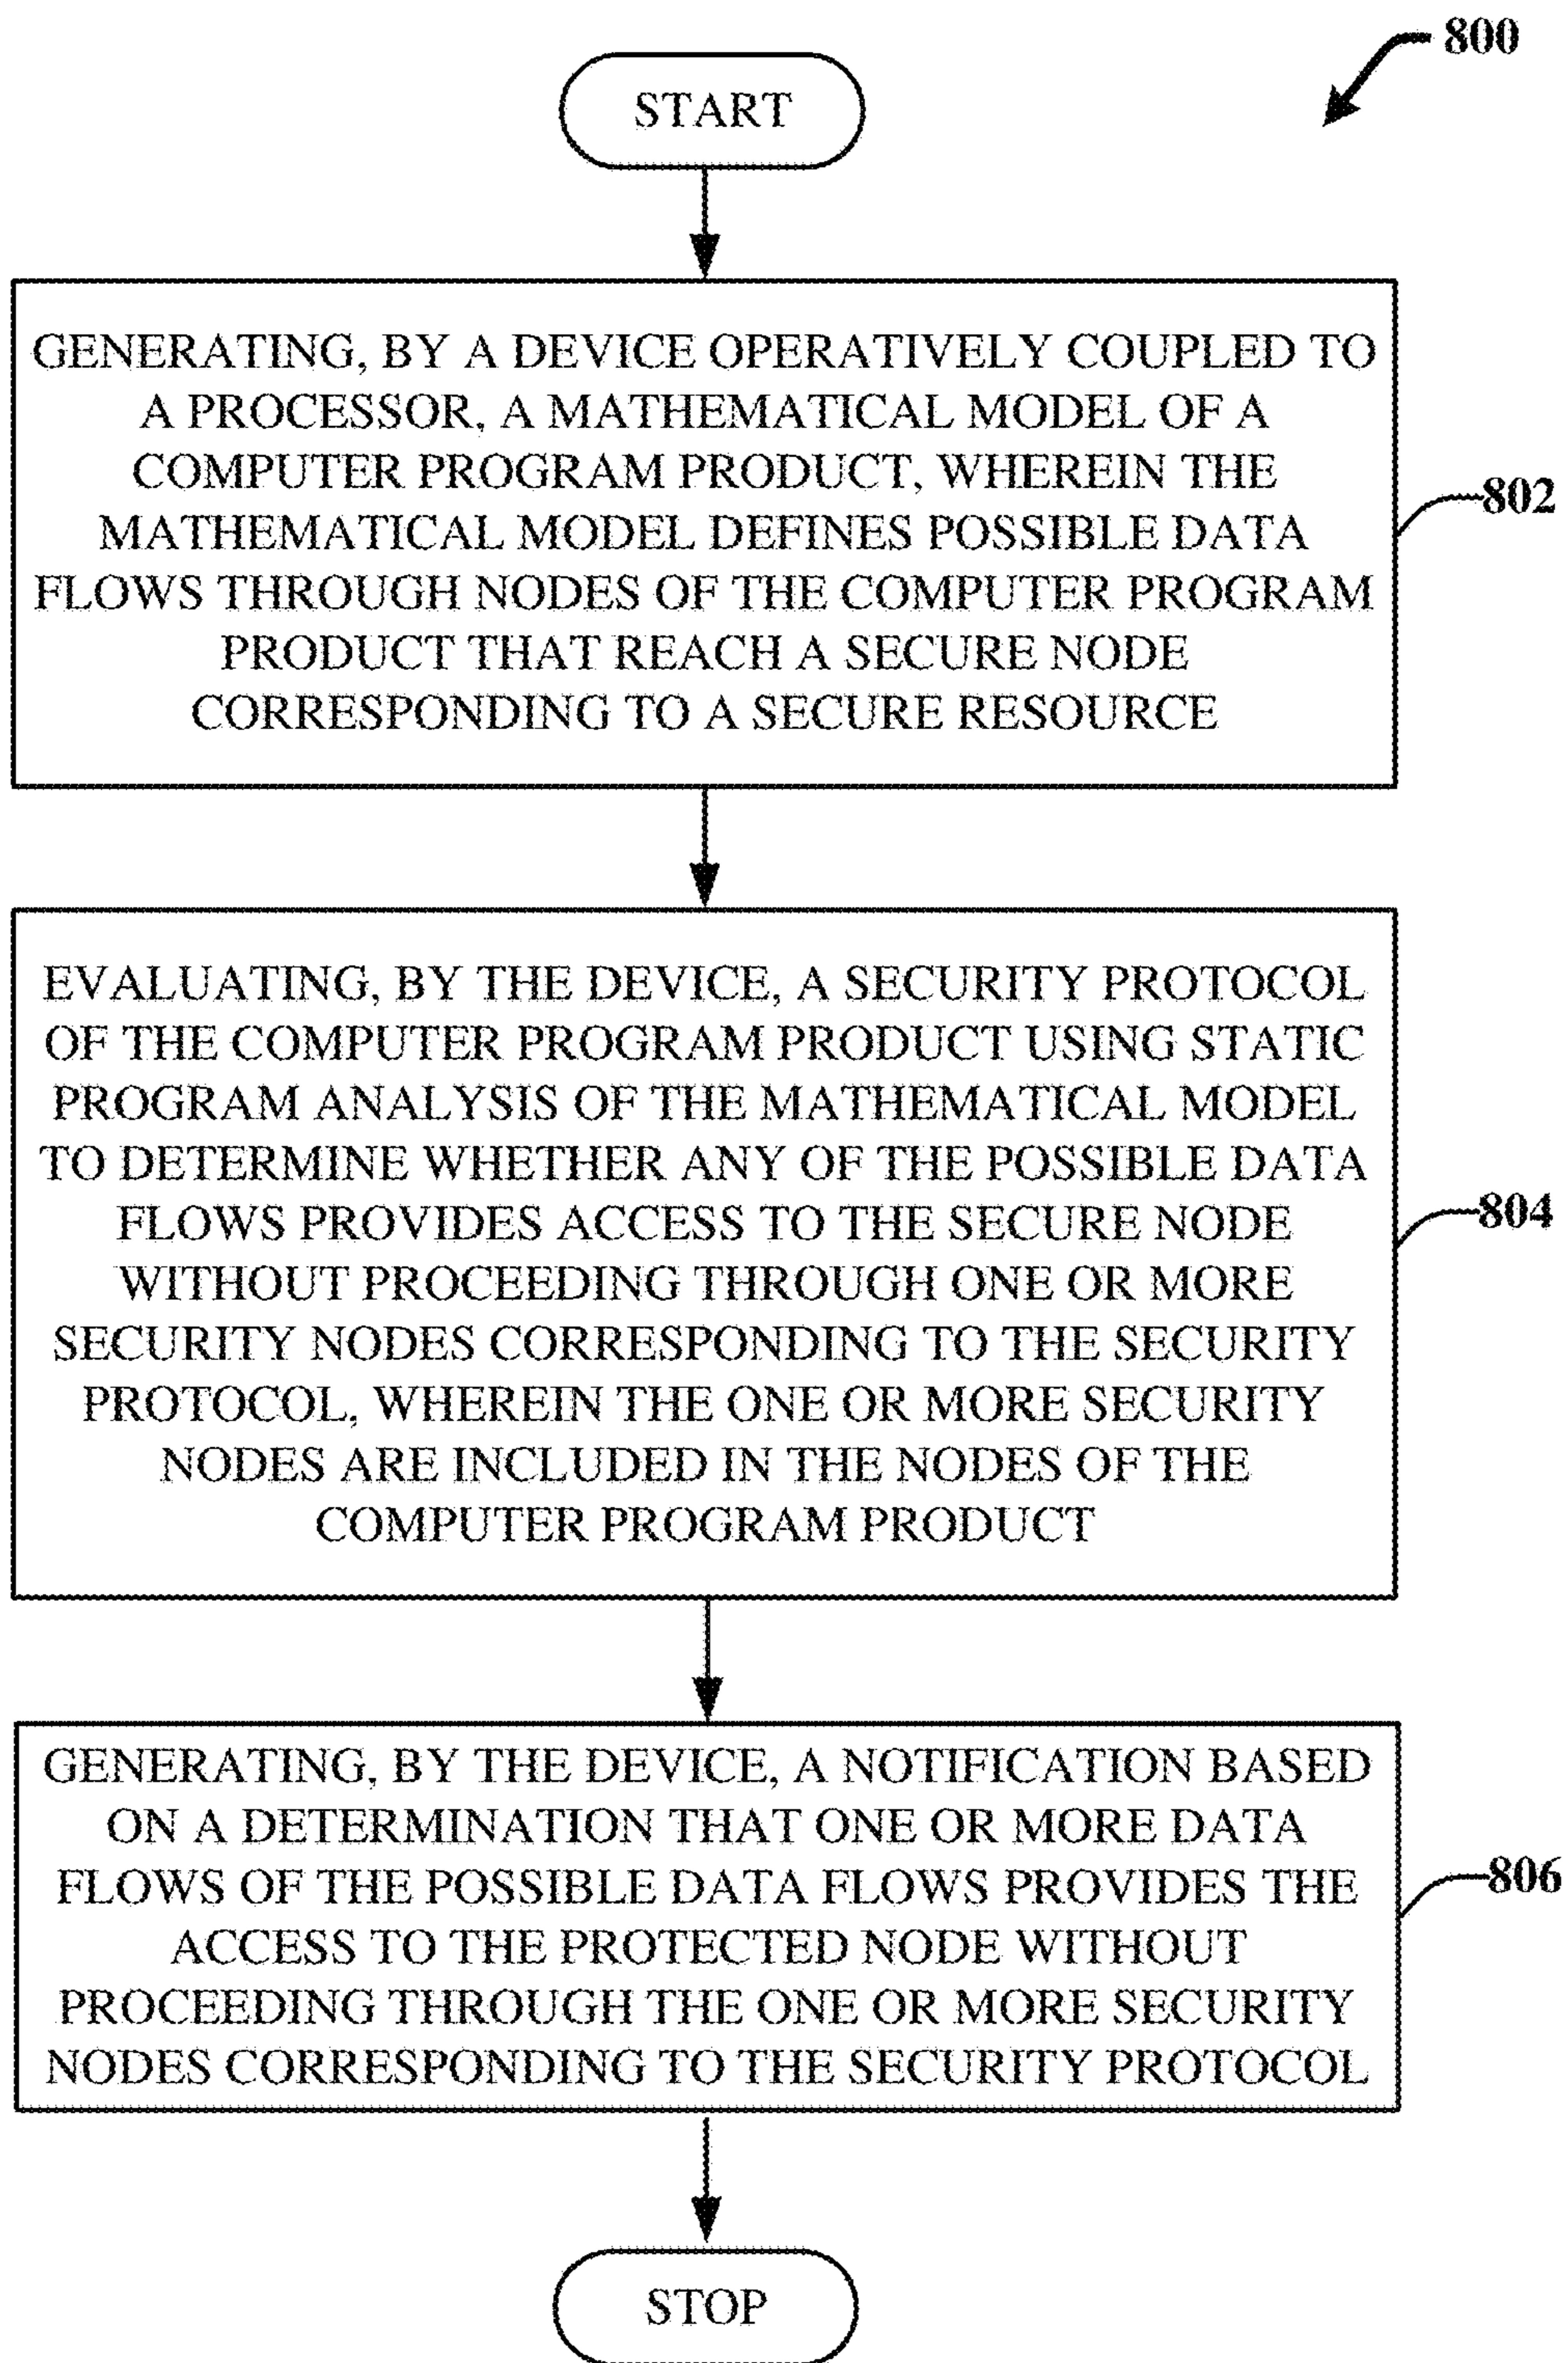 800
START
GENERATING, BY A DEVICE OPERATIVELY COUPLED TO
A PROCESSOR, A MATHEMATICAL MODEL OF A
COMPUTER PROGRAM PRODUCT, WHEREIN THE
MATHEMATICAL MODEL DEFINES POSSIBLE DATA
FLOWS THROUGH NODES OF THE COMPUTER PROGRAM
PRODUCT THAT REACH A SECURE NODE
CORRESPONDING TO A SECURE RESOURCE
802
EVALUATING, BY THE DEVICE, A SECURITY PROTOCOL
OF THE COMPUTER PROGRAM PRODUCT USING STATIC
PROGRAM ANALYSIS OF THE MATHEMATICAL MODEL
TO DETERMINE WHETHER ANY OF THE POSSIBLE DATA
FLOWS PROVIDES ACCESS TO THE SECURE NODE
WITHOUT PROCEEDING THROUGH ONE OR MORE
SECURITY NODES CORRESPONDING TO THE SECURITY
PROTOCOL, WHEREIN THE ONE OR MORE SECURITY
NODES ARE INCLUDED IN THE NODES OF THE
COMPUTER PROGRAM PRODUCT
804
GENERATING, BY THE DEVICE, A NOTIFICATION BASED
ON A DETERMINATION THAT ONE OR MORE DATA
FLOWS OF THE POSSIBLE DATA FLOWS PROVIDES THE
ACCESS TO THE PROTECTED NODE WITHOUT
PROCEEDING THROUGH THE ONE OR MORE SECURITY
NODES CORRESPONDING TO THE SECURITY PROTOCOL
806
STOP